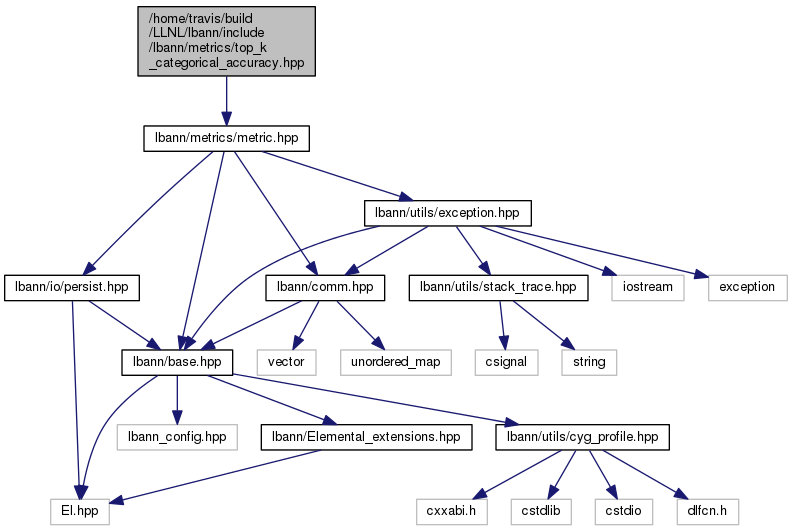 /home/travis/build
/LLNL/lbann/include
/lbann/metrics/top_k
_categorical_accuracy.hpp
lbann/metrics/metric.hpp
lbann/utils/exception.hpp
lbann/io/persist.hpp
lbann/comm.hpp
lbann/utils/stack_trace.hpp
iostream
exception
lbann/base.hpp
vector
unordered_map
csignal
string
lbann_config.hpp
lbann/Elemental_extensions.hpp
lbann/utils/cyg_profile.hpp
El.hpp
cxxabi.h
cstdlib
cstdio
dlfcn.h